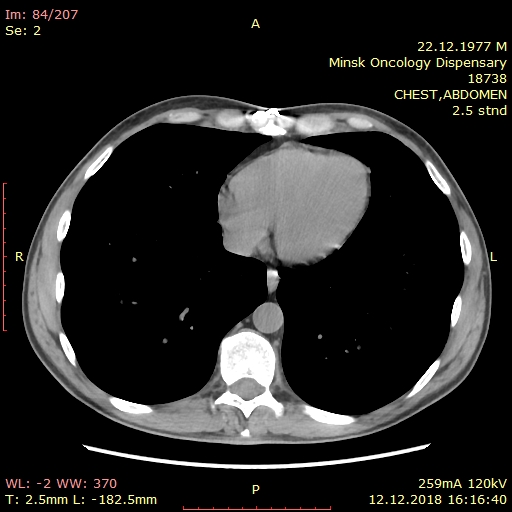 Im: 84/207
Se: 2
A
22.12.1977 M
Minsk Oncology Dispensary
18738
CHEST,ABDOMEN
2.5 stnd
R
L
WL: -2 WW: 370
T: 2.5mm L: -182.5mm
P
259mA 120kV
12.12.2018 16:16:40